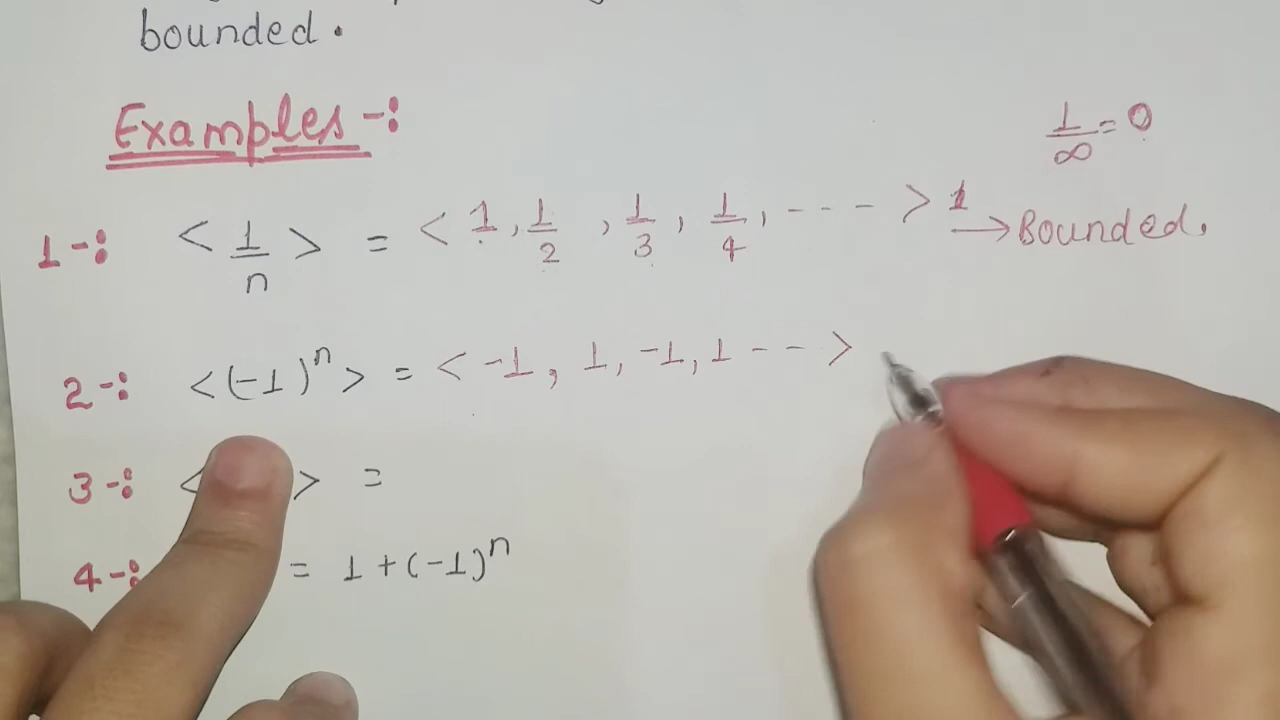 bounded.
Examples -:
1/∞ = 0
1 -: < 1/n > = < 1, 1/2, 1/3, 1/4, - - - > 1 → Bounded.
2 -: < (-1)^n > = < -1, 1, -1, 1 - - >
3 -: < > =
4 -: = 1 + (-1)^n